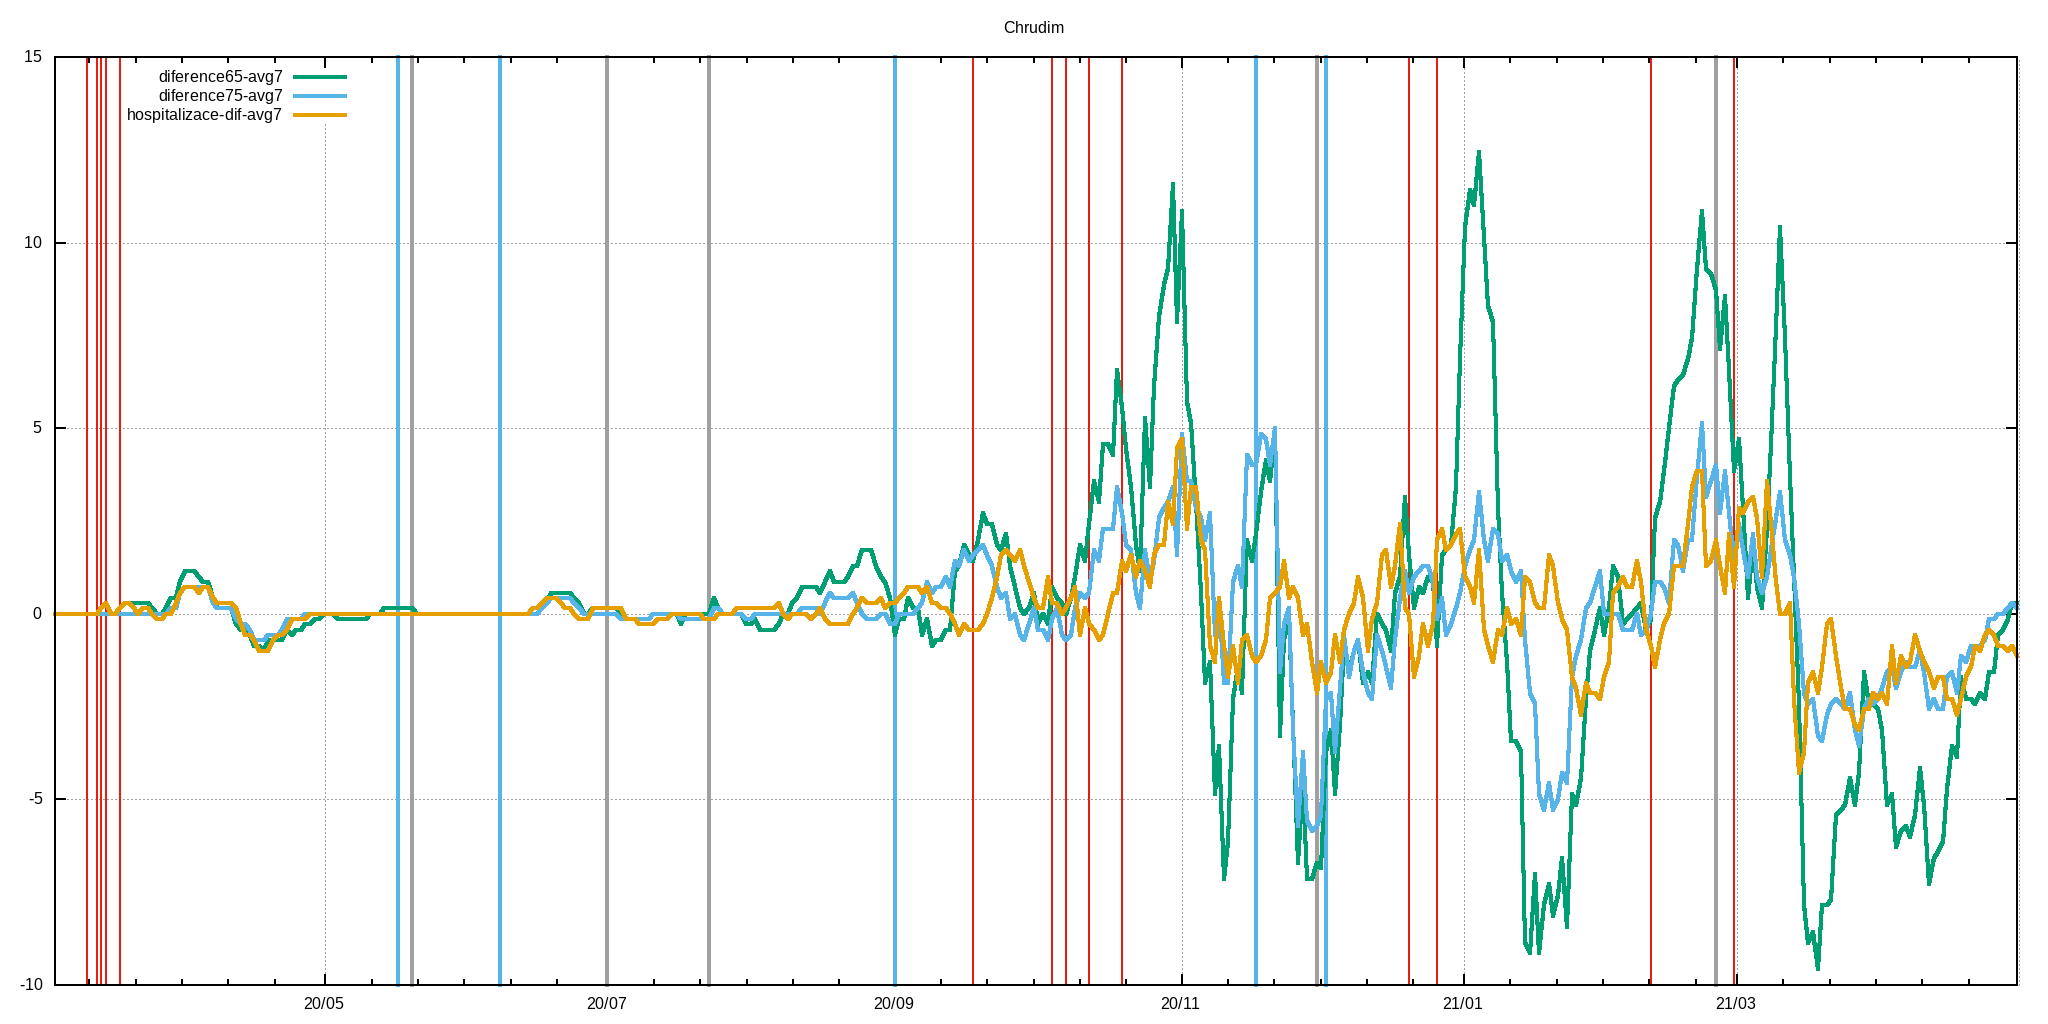 Chrudim
15
diference65-avg7
diference75-avg7
hospitalizace-dif-avg7
10
5
0
-5
-10
20/05 20/07 20/09 20/11 21/01 21/03